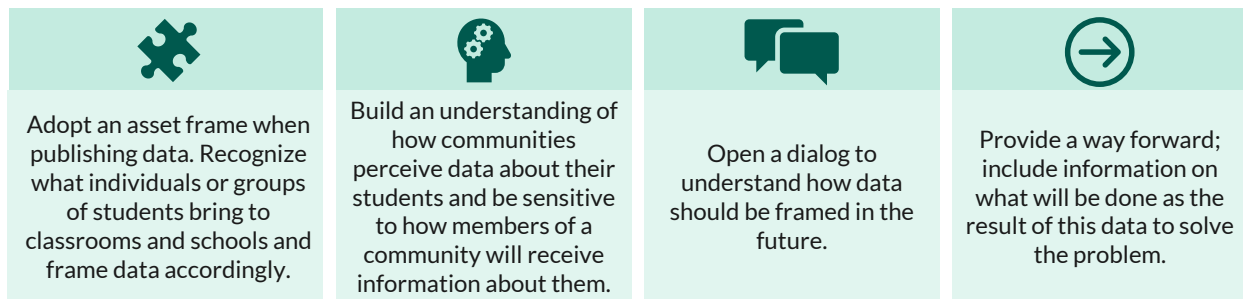 Adopt an asset frame when
publishing data. Recognize
what individuals or groups
of students bring to
classrooms and schools and
frame data accordingly.
Build an understanding of
how communities
perceive data about their
students and be sensitive
to how members of a
community will receive
information about them.
Open a dialog to
understand how data
should be framed in the
future.
Provide a way forward;
include information on
what will be done as the
result of this data to solve
the problem.